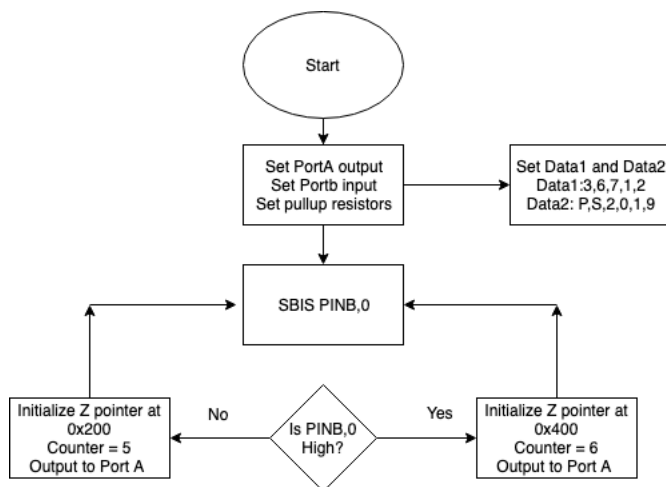 Start
Set PortA output
Set Portb input
Set pullup resistors
Set Data1 and Data2
Data1:3,6,7,1,2
Data2: P,S,2,0,1,9
SBIS PINB,0
Initialize Z pointer at
0x200
Counter = 5
Output to Port A
No
Is PINB,0
High?
Yes
Initialize Z pointer at
0x400
Counter = 6
Output to Port A